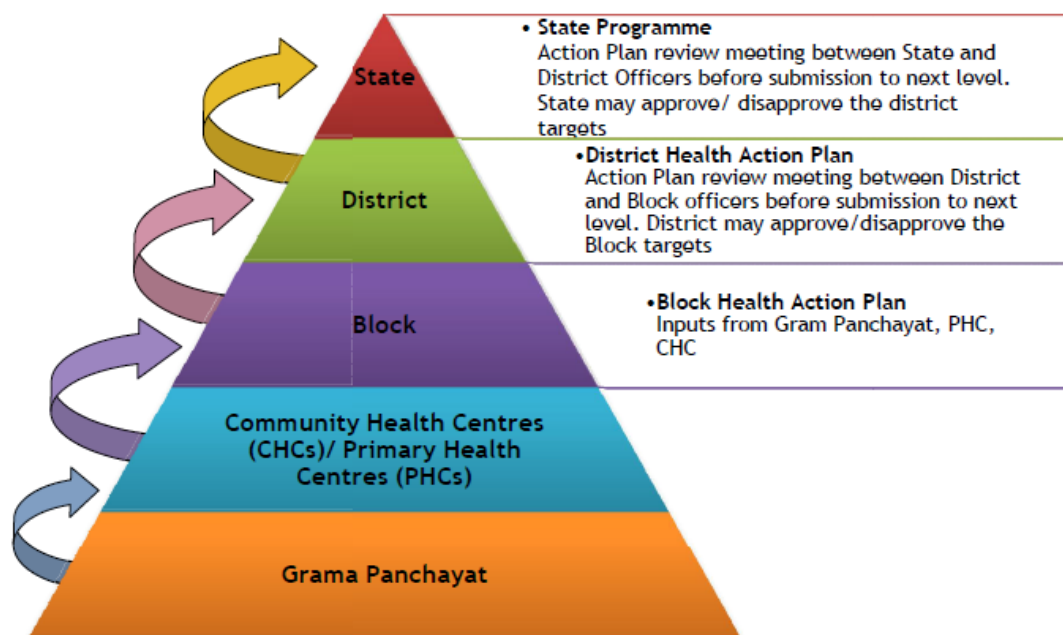 • State Programme
Action Plan review meeting between State and
District Officers before submission to next level.
State may approve/ disapprove the district
targets
State
•District Health Action Plan
Action Plan review meeting between District
and Block officers before submission to next
level. District may approve/disapprove the
Block targets
District
•Block Health Action Plan
Inputs from Gram Panchayat, PHC,
CHC
Block
Community Health Centres
(CHCs)/ Primary Health
Centres (PHCs)
Grama Panchayat